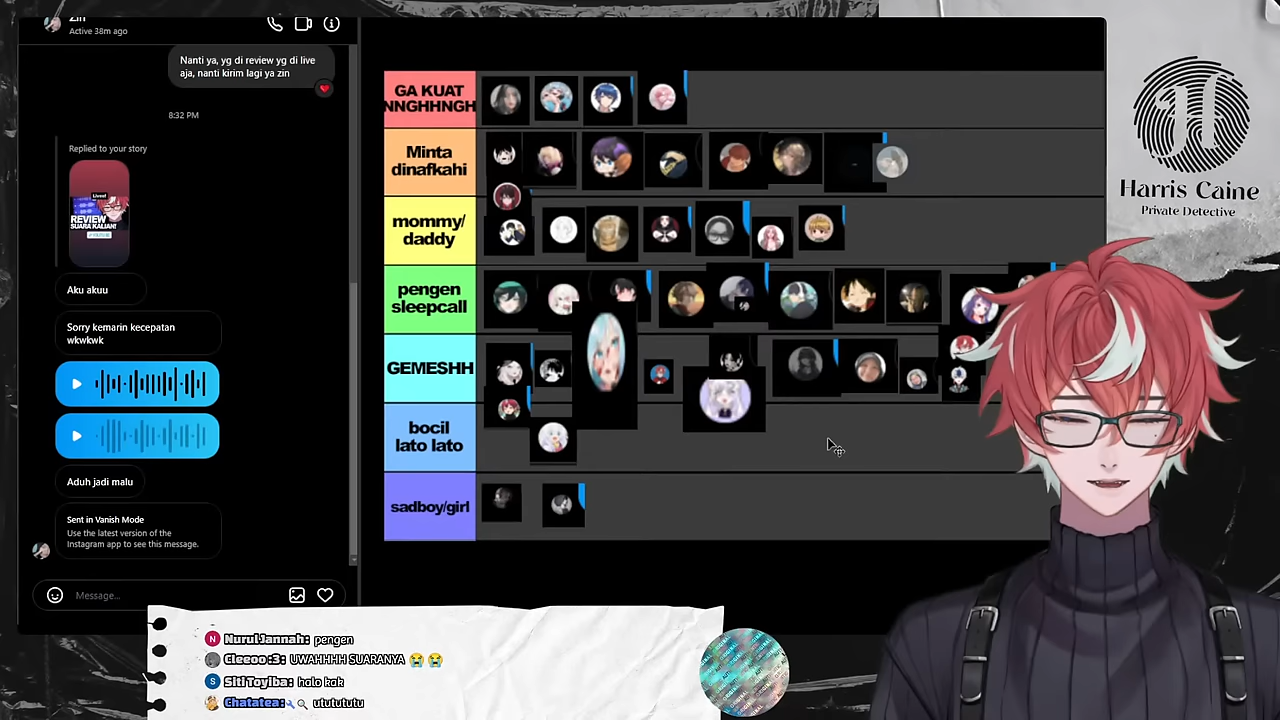 Zin
Active 38m ago
Nanti ya, yg di review yg di live
aja, nanti kirim lagi ya zin
8:32 PM
Replied to your story
Live!
REVIEW
SUARA KALIAN!
Aku akuu
Sorry kemarin kecepatan
wkwkwk
Aduh jadi malu
Sent in Vanish Mode
Use the latest version of the
Instagram app to see this message.
Message...
GA KUAT
NNGHHNGH
Minta
dinafkahi
mommy/
daddy
pengen
sleepcall
GEMESHH
bocil
lato lato
sadboy/girl
Harris Caine
Private Detective
N NurulJannah: pengen
Cleeoo:3: UWAHHHH SUARANYA 😭 😭
S Siti Toyiba: halo kak
Chatatea:🔧🔍 utututu